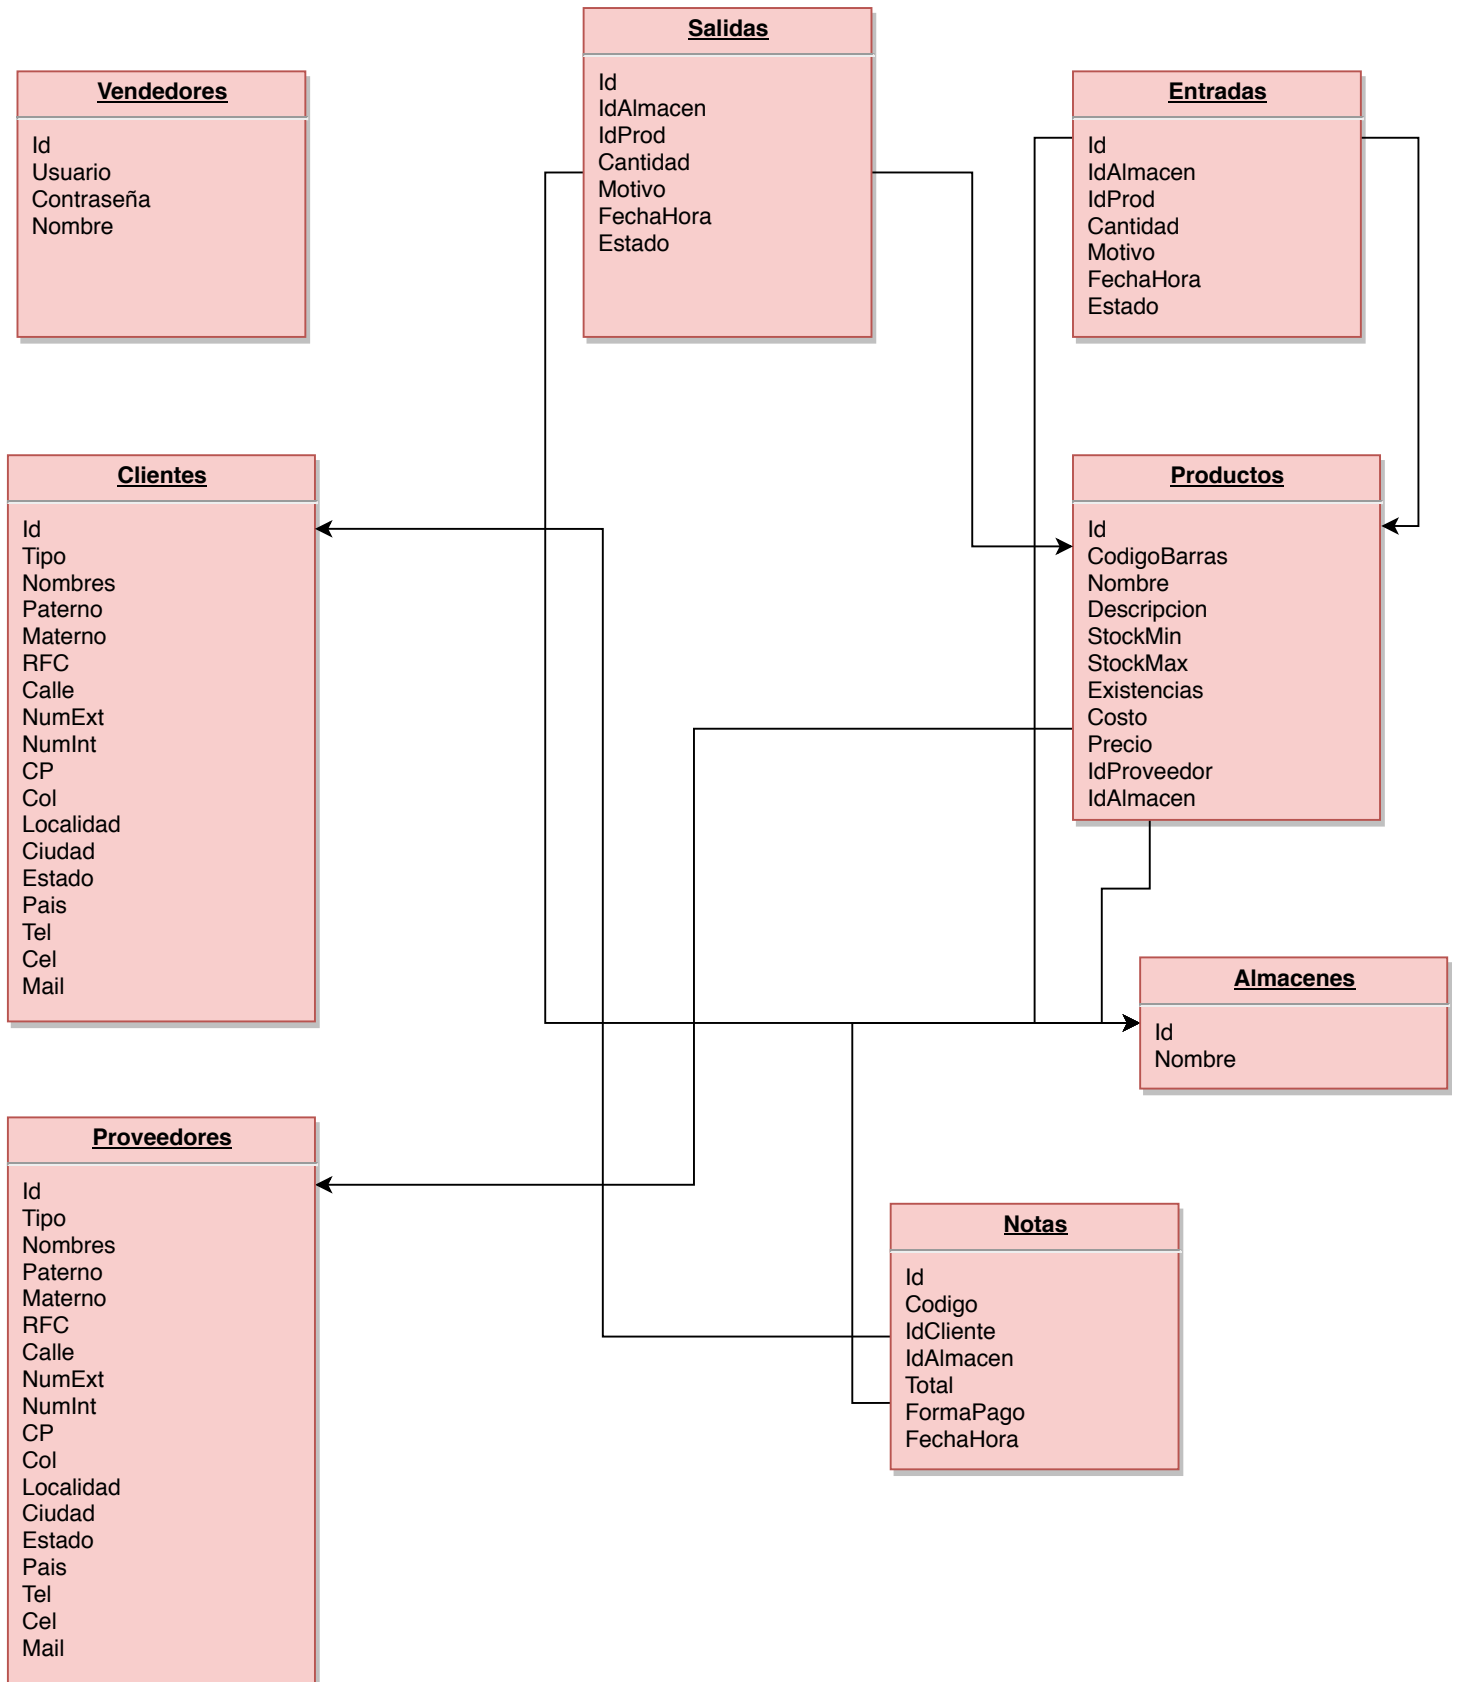 Salidas
Id
IdAlmacen
IdProd
Cantidad
Motivo
FechaHora
Estado
Vendedores
Id
Usuario
Contraseña
Nombre
Entradas
Id
IdAlmacen
IdProd
Cantidad
Motivo
FechaHora
Estado
Clientes
Id
Tipo
Nombres
Paterno
Materno
RFC
Calle
NumExt
NumInt
CP
Col
Localidad
Ciudad
Estado
Pais
Tel
Cel
Mail
Productos
Id
CodigoBarras
Nombre
Descripcion
StockMin
StockMax
Existencias
Costo
Precio
IdProveedor
IdAlmacen
Almacenes
Id
Nombre
Proveedores
Id
Tipo
Nombres
Paterno
Materno
RFC
Calle
NumExt
NumInt
CP
Col
Localidad
Ciudad
Estado
Pais
Tel
Cel
Mail
Notas
Id
Codigo
IdCliente
IdAlmacen
Total
FormaPago
FechaHora